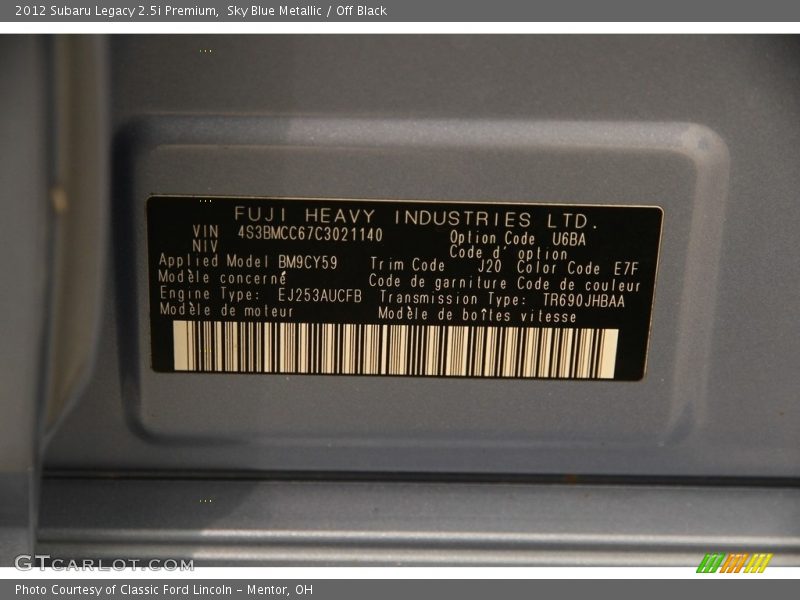 2012 Subaru Legacy 2.5i Premium,  Sky Blue Metallic / Off Black
FUJI HEAVY INDUSTRIES LTD.
VIN 4S3BMCC67C3021140 Option Code U6BA
NIV Code d' option
Applied Model BM9CY59 Trim Code J20 Color Code E7F
Modèle concerné Code de garniture Code de couleur
Engine Type: EJ253AUCFB Transmission Type: TR690JHBAA
Modèle de moteur Modèle de boîtes vitesse
GTCARLOT.COM
Photo Courtesy of Classic Ford Lincoln - Mentor, OH